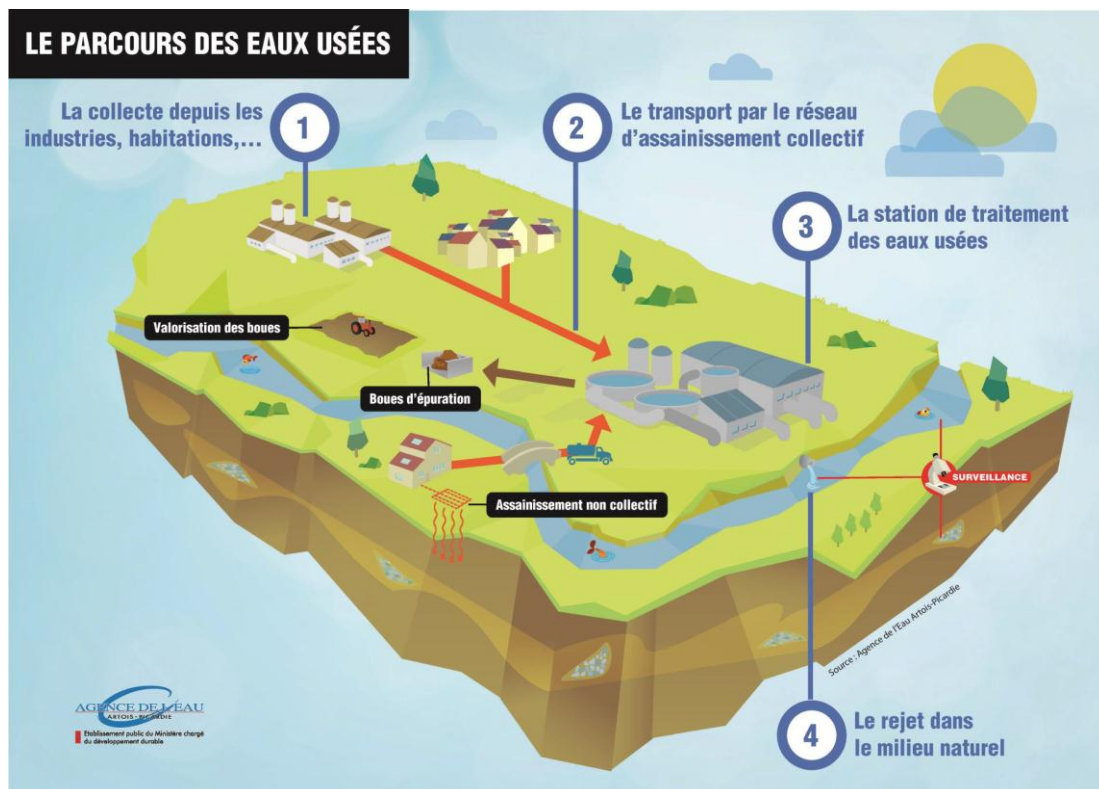 LE PARCOURS DES EAUX USÉES
1
La collecte depuis les
industries, habitations,...
2
Le transport par le réseau
d'assainissement collectif
3
La station de traitement
des eaux usées
Valorisation des boues
Boues d'épuration
Assainissement non collectif
SURVEILLANCE
Source : Agence de l'Eau Artois-Picardie
4
Le rejet dans
le milieu naturel
AGENCE DE L'EAU
ARTOIS - PICARDIE
Etablissement public du Ministère chargé
du développement durable